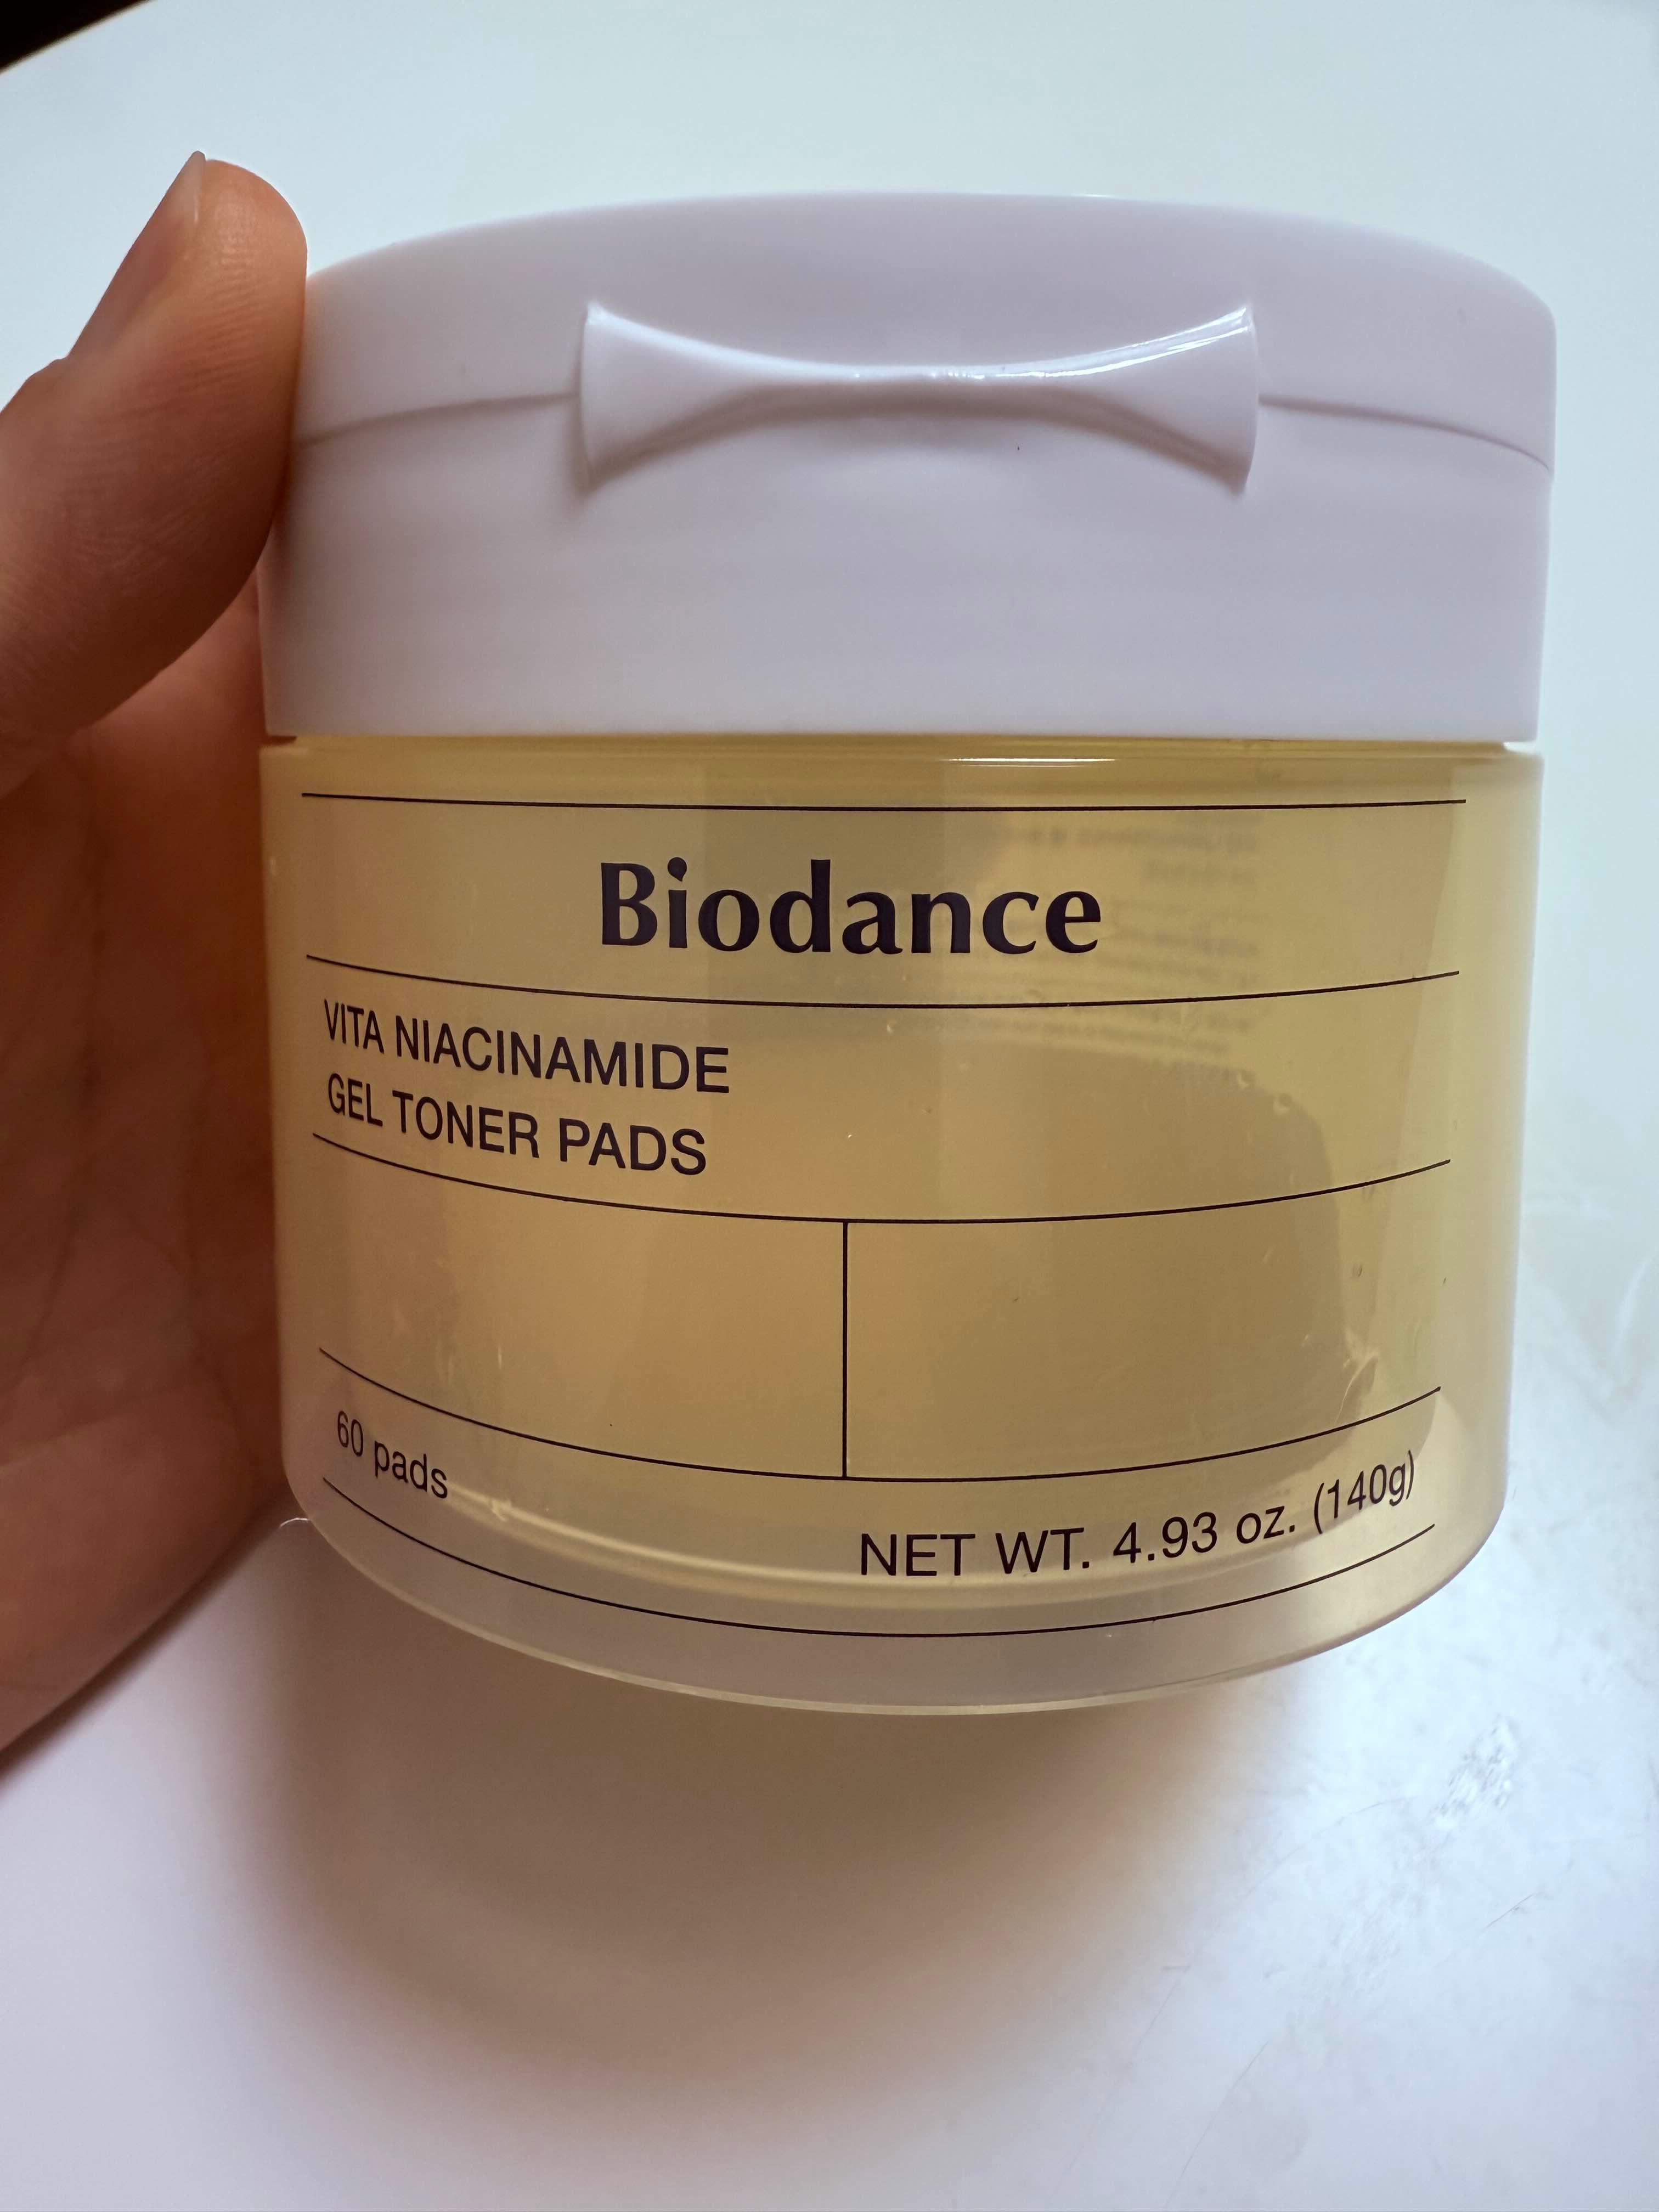 Biodance
VITA NIACINAMIDE
GEL TONER PADS
60 pads
NET WT. 4.93 oz. (140g)